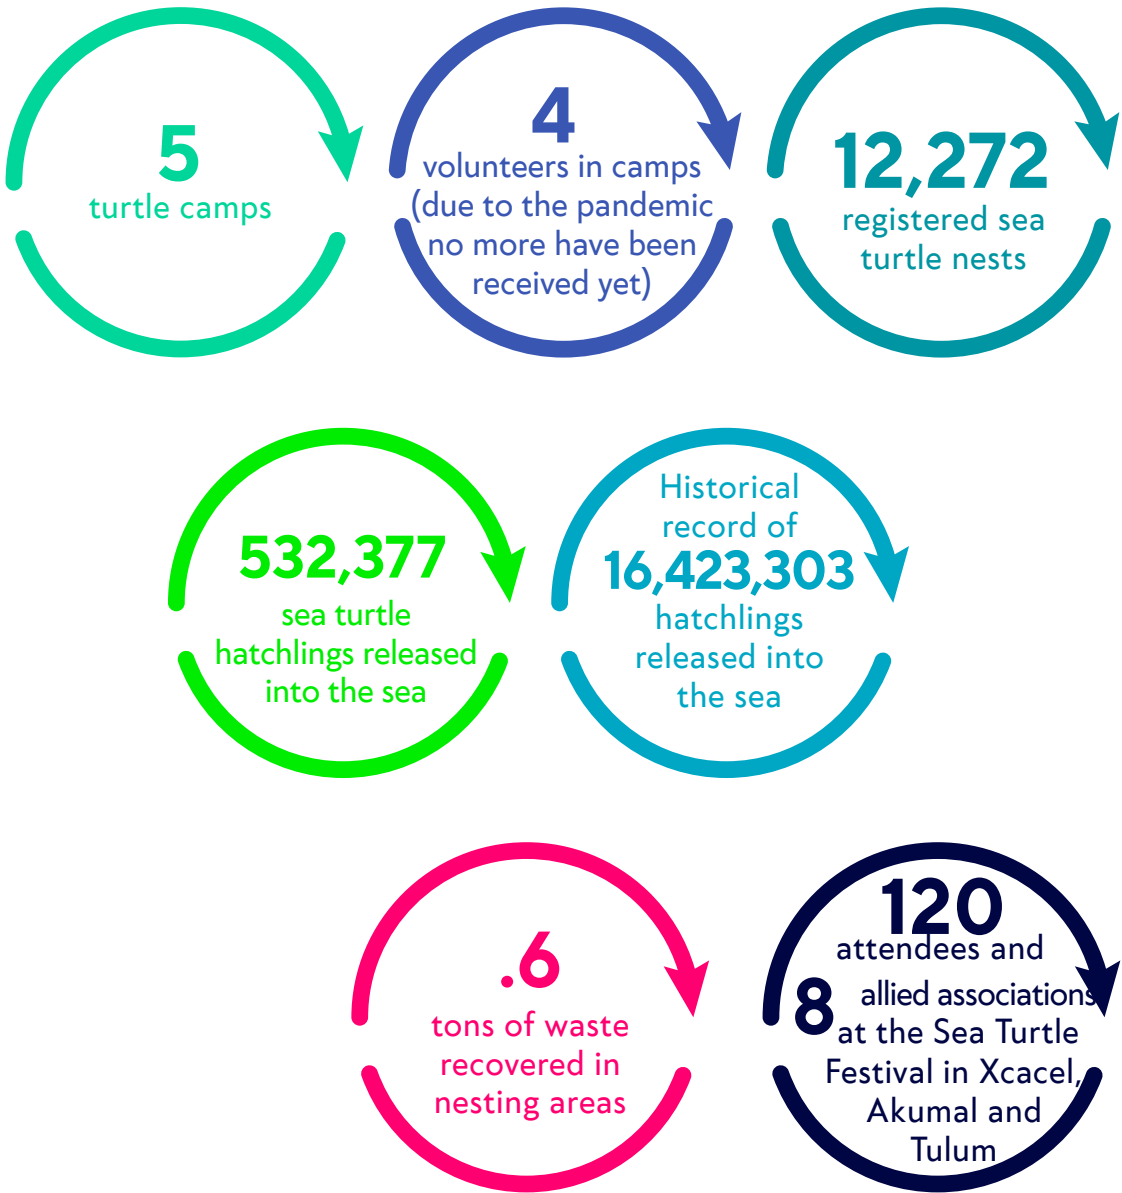 5
turtle camps
4
volunteers in camps
(due to the pandemic
no more have been
received yet)
12,272
registered sea
turtle nests
532,377
sea turtle
hatchlings released
into the sea
Historical
record of
16,423,303
hatchlings
released into
the sea
.6
tons of waste
recovered in
nesting areas
120
attendees and
8 allied associations
at the Sea Turtle
Festival in Xcacel,
Akumal and
Tulum